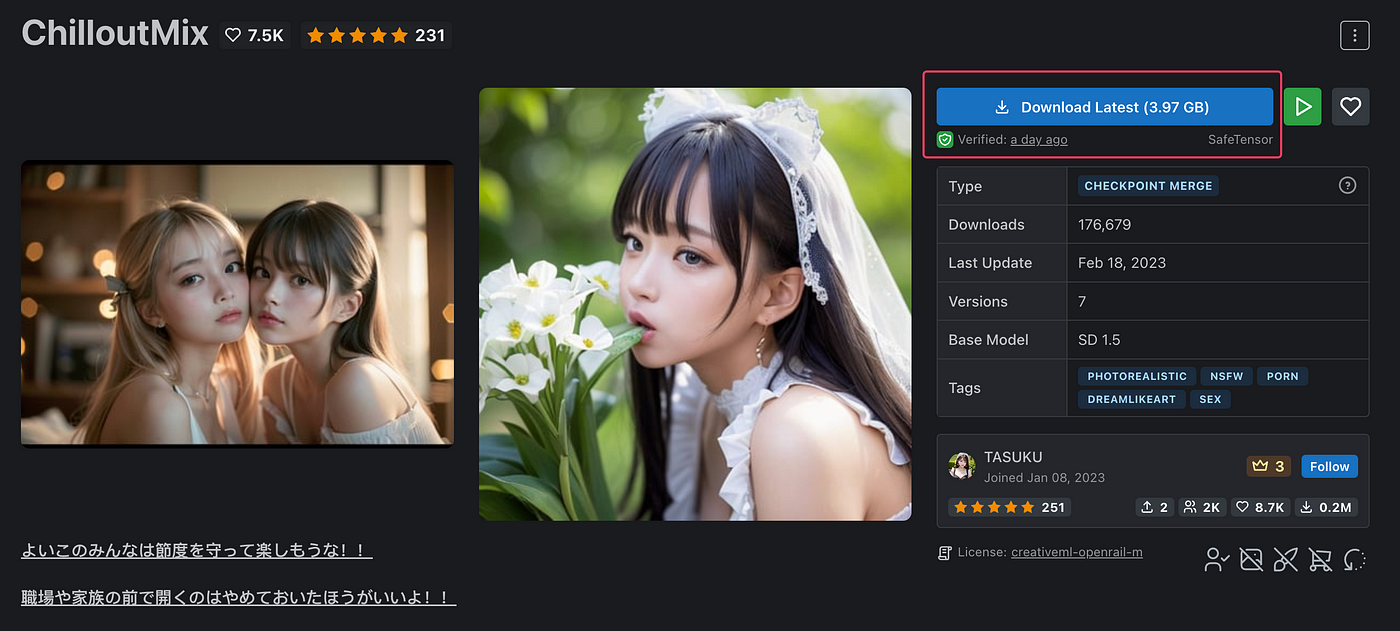 ChilloutMix 7.5K 231
Download Latest (3.97 GB)
Verified: a day ago SafeTensor
Type CHECKPOINT MERGE
Downloads 176,679
Last Update Feb 18, 2023
Versions 7
Base Model SD 1.5
Tags PHOTOREALISTIC NSFW PORN
DREAMLIKEART SEX
TASUKU
Joined Jan 08, 2023
3 Follow
251 2 2K 8.7K 0.2M
License: creativeml-openrail-m
よいこのみんなは節度を守って楽しもうな！！
職場や家族の前で開くのはやめておいたほうがいいよ！！